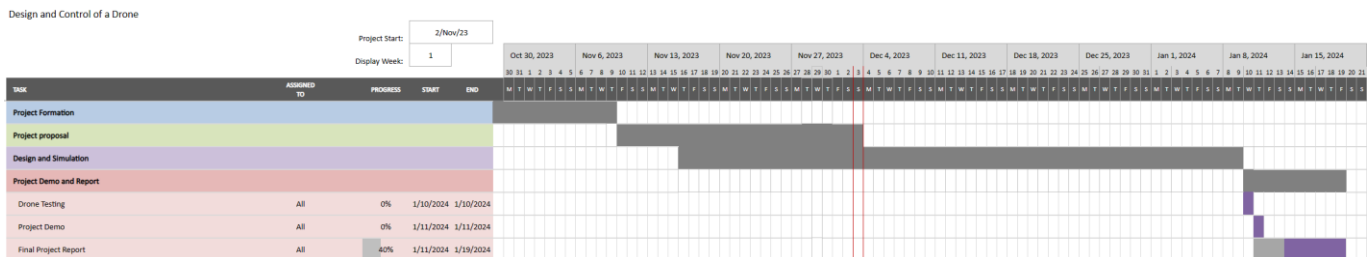 Design and Control of a Drone
Project Start: 2/Nov/23
Display Week: 1
Oct 30, 2023 Nov 6, 2023 Nov 13, 2023 Nov 20, 2023 Nov 27, 2023 Dec 4, 2023 Dec 11, 2023 Dec 18, 2023 Dec 25, 2023 Jan 1, 2024 Jan 8, 2024 Jan 15, 2024
30 31 1 2 3 4 5 6 7 8 9 10 11 12 13 14 15 16 17 18 19 20 21 22 23 24 25 26 27 28 29 30 1 2 3 4 5 6 7 8 9 10 11 12 13 14 15 16 17 18 19 20 21 22 23 24 25 26 27 28 29 30 31 1 2 3 4 5 6 7 8 9 10 11 12 13 14 15 16 17 18 19 20 21
TASK ASSIGNED TO PROGRESS START END M T W T F S S M T W T F S S M T W T F S S M T W T F S S M T W T F S S M T W T F S S M T W T F S S M T W T F S S M T W T F S S M T W T F S S M T W T F S S M T W T F S S
Project Formation
Project proposal
Design and Simulation
Project Demo and Report
Drone Testing All 0% 1/10/2024 1/10/2024
Project Demo All 0% 1/11/2024 1/11/2024
Final Project Report All 40% 1/11/2024 1/19/2024